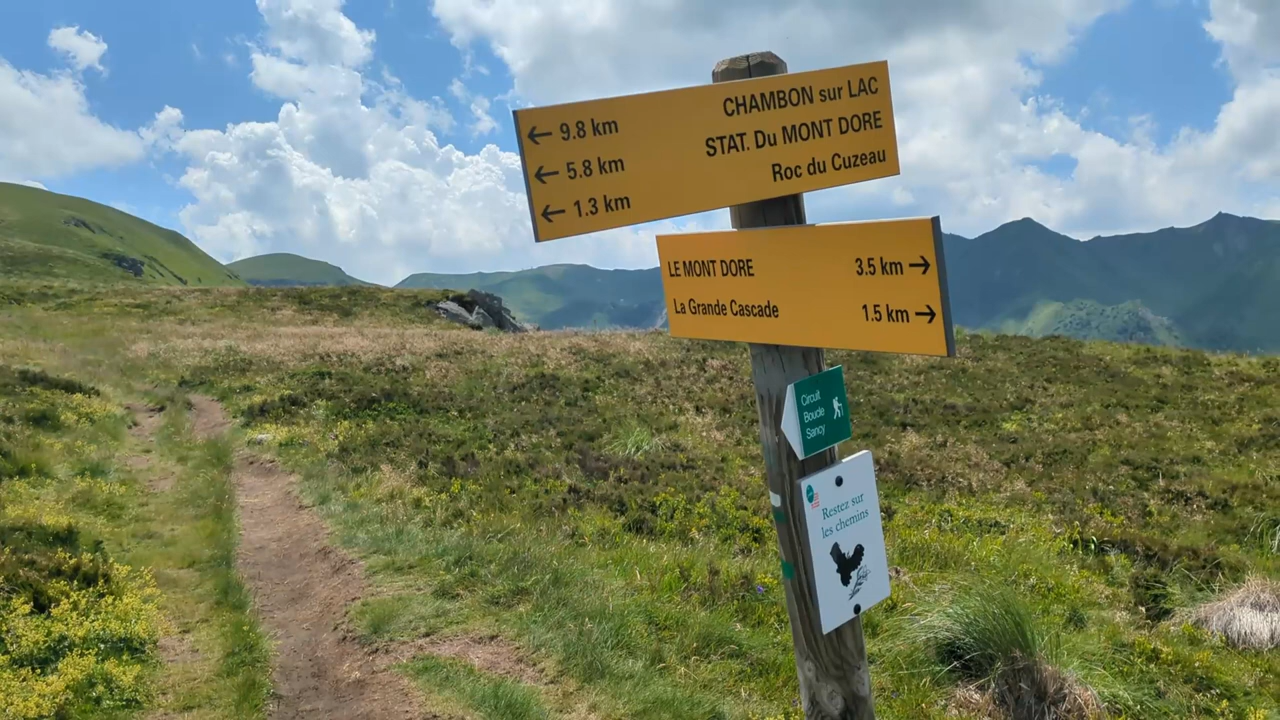 ← 9.8 km CHAMBON sur LAC
← 5.8 km STAT. Du MONT DORE
← 1.3 km Roc du Cuzeau
LE MONT DORE 3.5 km →
La Grande Cascade 1.5 km →
Circuit
Boucle
Sancy
Restez sur
les chemins